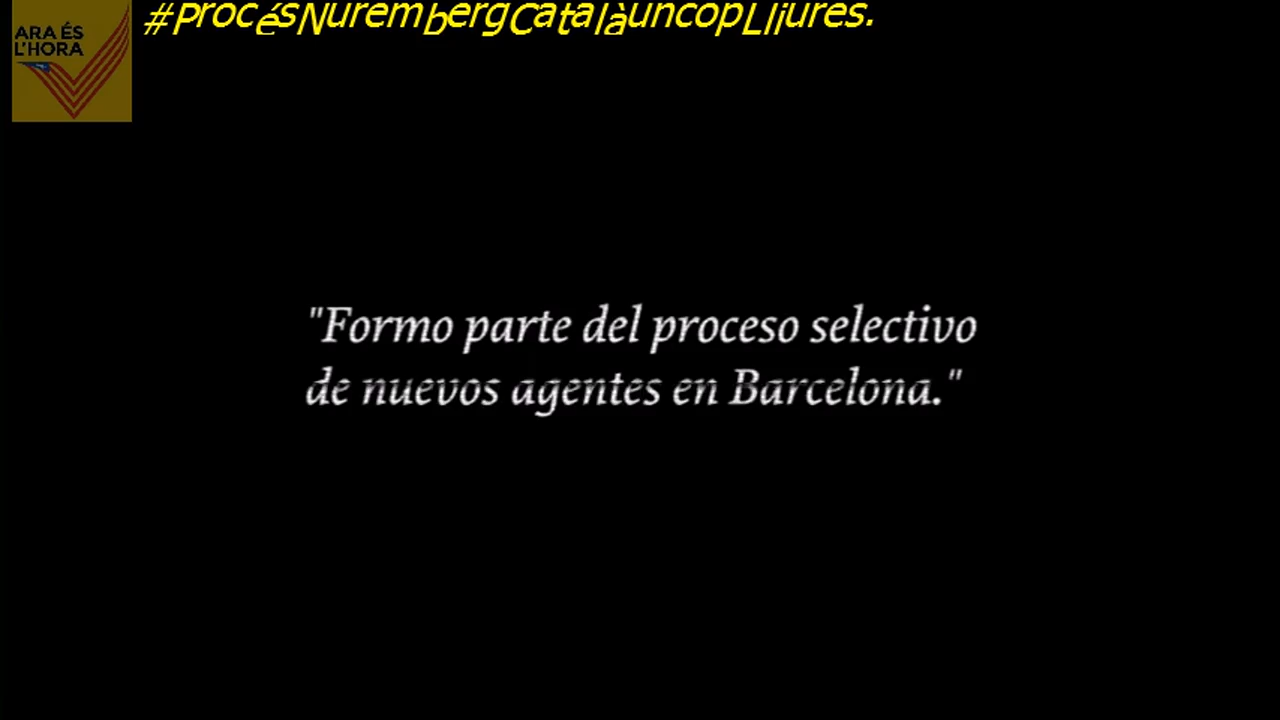 #ProcésNurembergCatalàuncopLliures.
ARA ÉS
L'HORA
"Formo parte del proceso selectivo
de nuevos agentes en Barcelona."